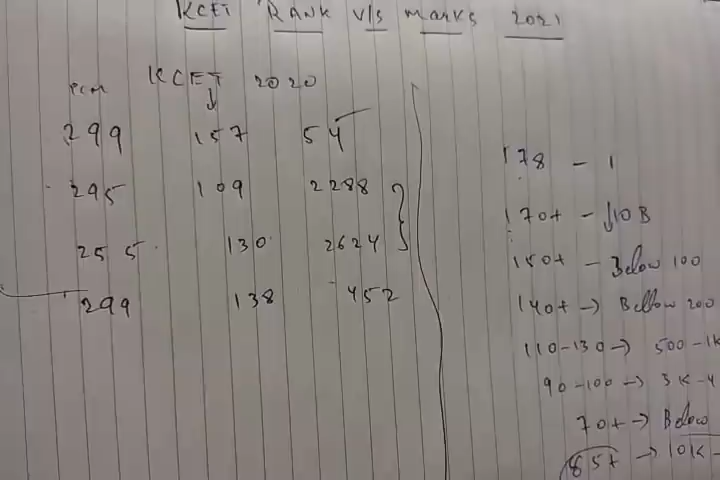 KCET RANK V/S MARKS 2021
PCM KCET 2020
299 157 54
295 109 2288
255 130 2624
299 138 452
178 - 1
170+ - ↓10
150+ - Below 100
140+ → Bellow 200
110-130 → 500-1K
90-100 → 3K-4
70+ → Below
→ 10K-